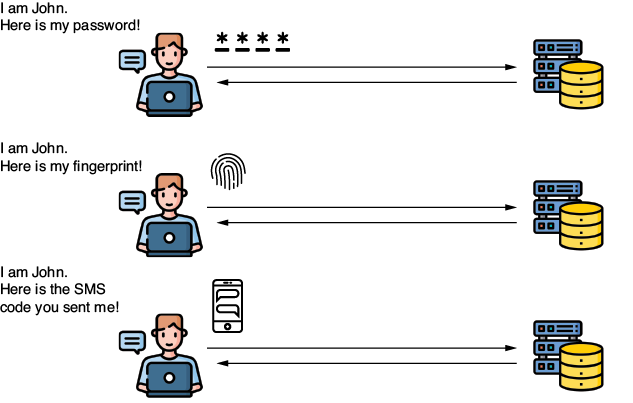 I am John.
Here is my password!
* * * *
I am John.
Here is my fingerprint!
I am John.
Here is the SMS
code you sent me!